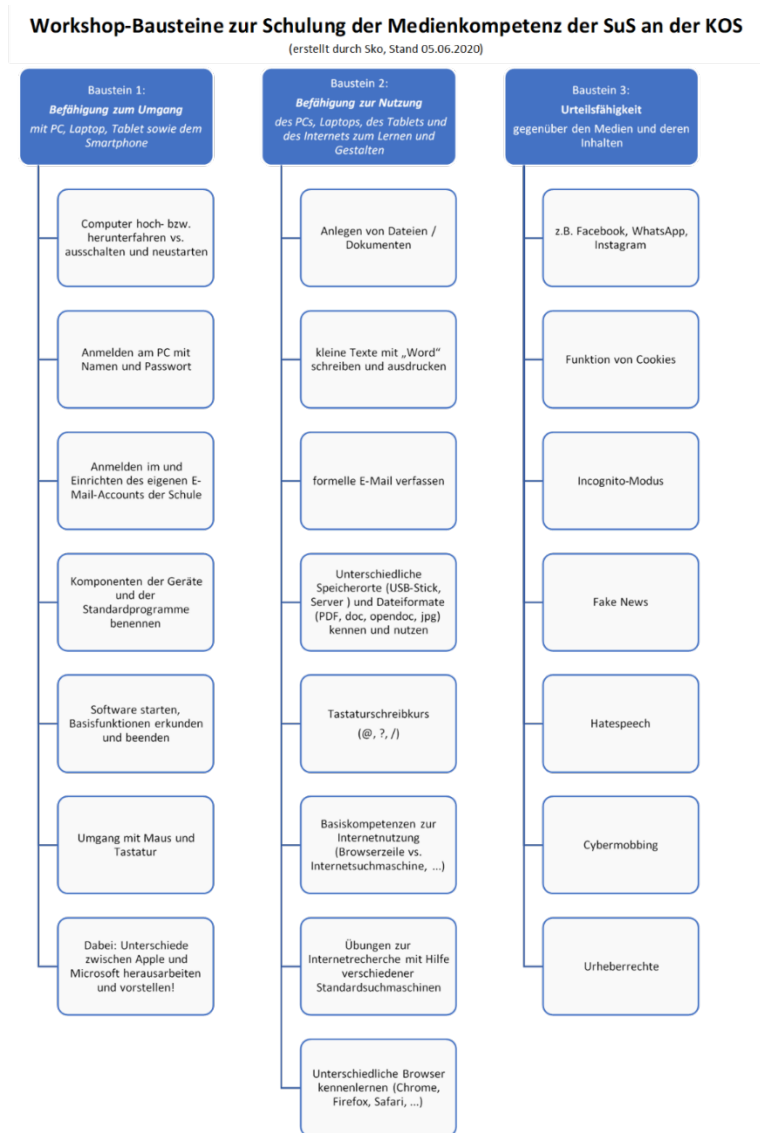 Workshop-Bausteine zur Schulung der Medienkompetenz der SuS an der KOS
(erstellt durch Sko, Stand 05.06.2020)
Baustein 1:
Befähigung zum Umgang
mit PC, Laptop, Tablet sowie dem
Smartphone
Computer hoch- bzw.
herunterfahren vs.
ausschalten und neustarten
Anmelden am PC mit
Namen und Passwort
Anmelden im und
Einrichten des eigenen E-
Mail-Accounts der Schule
Komponenten der Geräte
und der
Standardprogramme
benennen
Software starten,
Basisfunktionen erkunden
und beenden
Umgang mit Maus und
Tastatur
Dabei: Unterschiede
zwischen Apple und
Microsoft herausarbeiten
und vorstellen!
Baustein 2:
Befähigung zur Nutzung
des PCs, Laptops, des Tablets und
des Internets zum Lernen und
Gestalten
Anlegen von Dateien /
Dokumenten
kleine Texte mit „Word“
schreiben und ausdrucken
formelle E-Mail verfassen
Unterschiedliche
Speicherorte (USB-Stick,
Server ) und Dateiformate
(PDF, doc, opendoc, jpg)
kennen und nutzen
Tastaturschreibkurs
(@, ?, /)
Basiskompetenzen zur
Internetnutzung
(Browserzeile vs.
Internetsuchmaschine, ...)
Übungen zur
Internetrecherche mit Hilfe
verschiedener
Standardsuchmaschinen
Unterschiedliche Browser
kennenlernen (Chrome,
Firefox, Safari, ...)
Baustein 3:
Urteilsfähigkeit
gegenüber den Medien und deren
Inhalten
z.B. Facebook, WhatsApp,
Instagram
Funktion von Cookies
Incognito-Modus
Fake News
Hatespeech
Cybermobbing
Urheberrechte